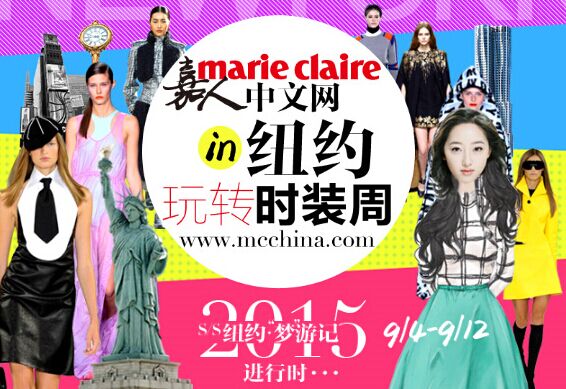 marie claire
嘉人中文网
in 纽约
玩转时装周
www.mcchina.com
2015
SS纽约"梦"游记
进行时···
9/4-9/12